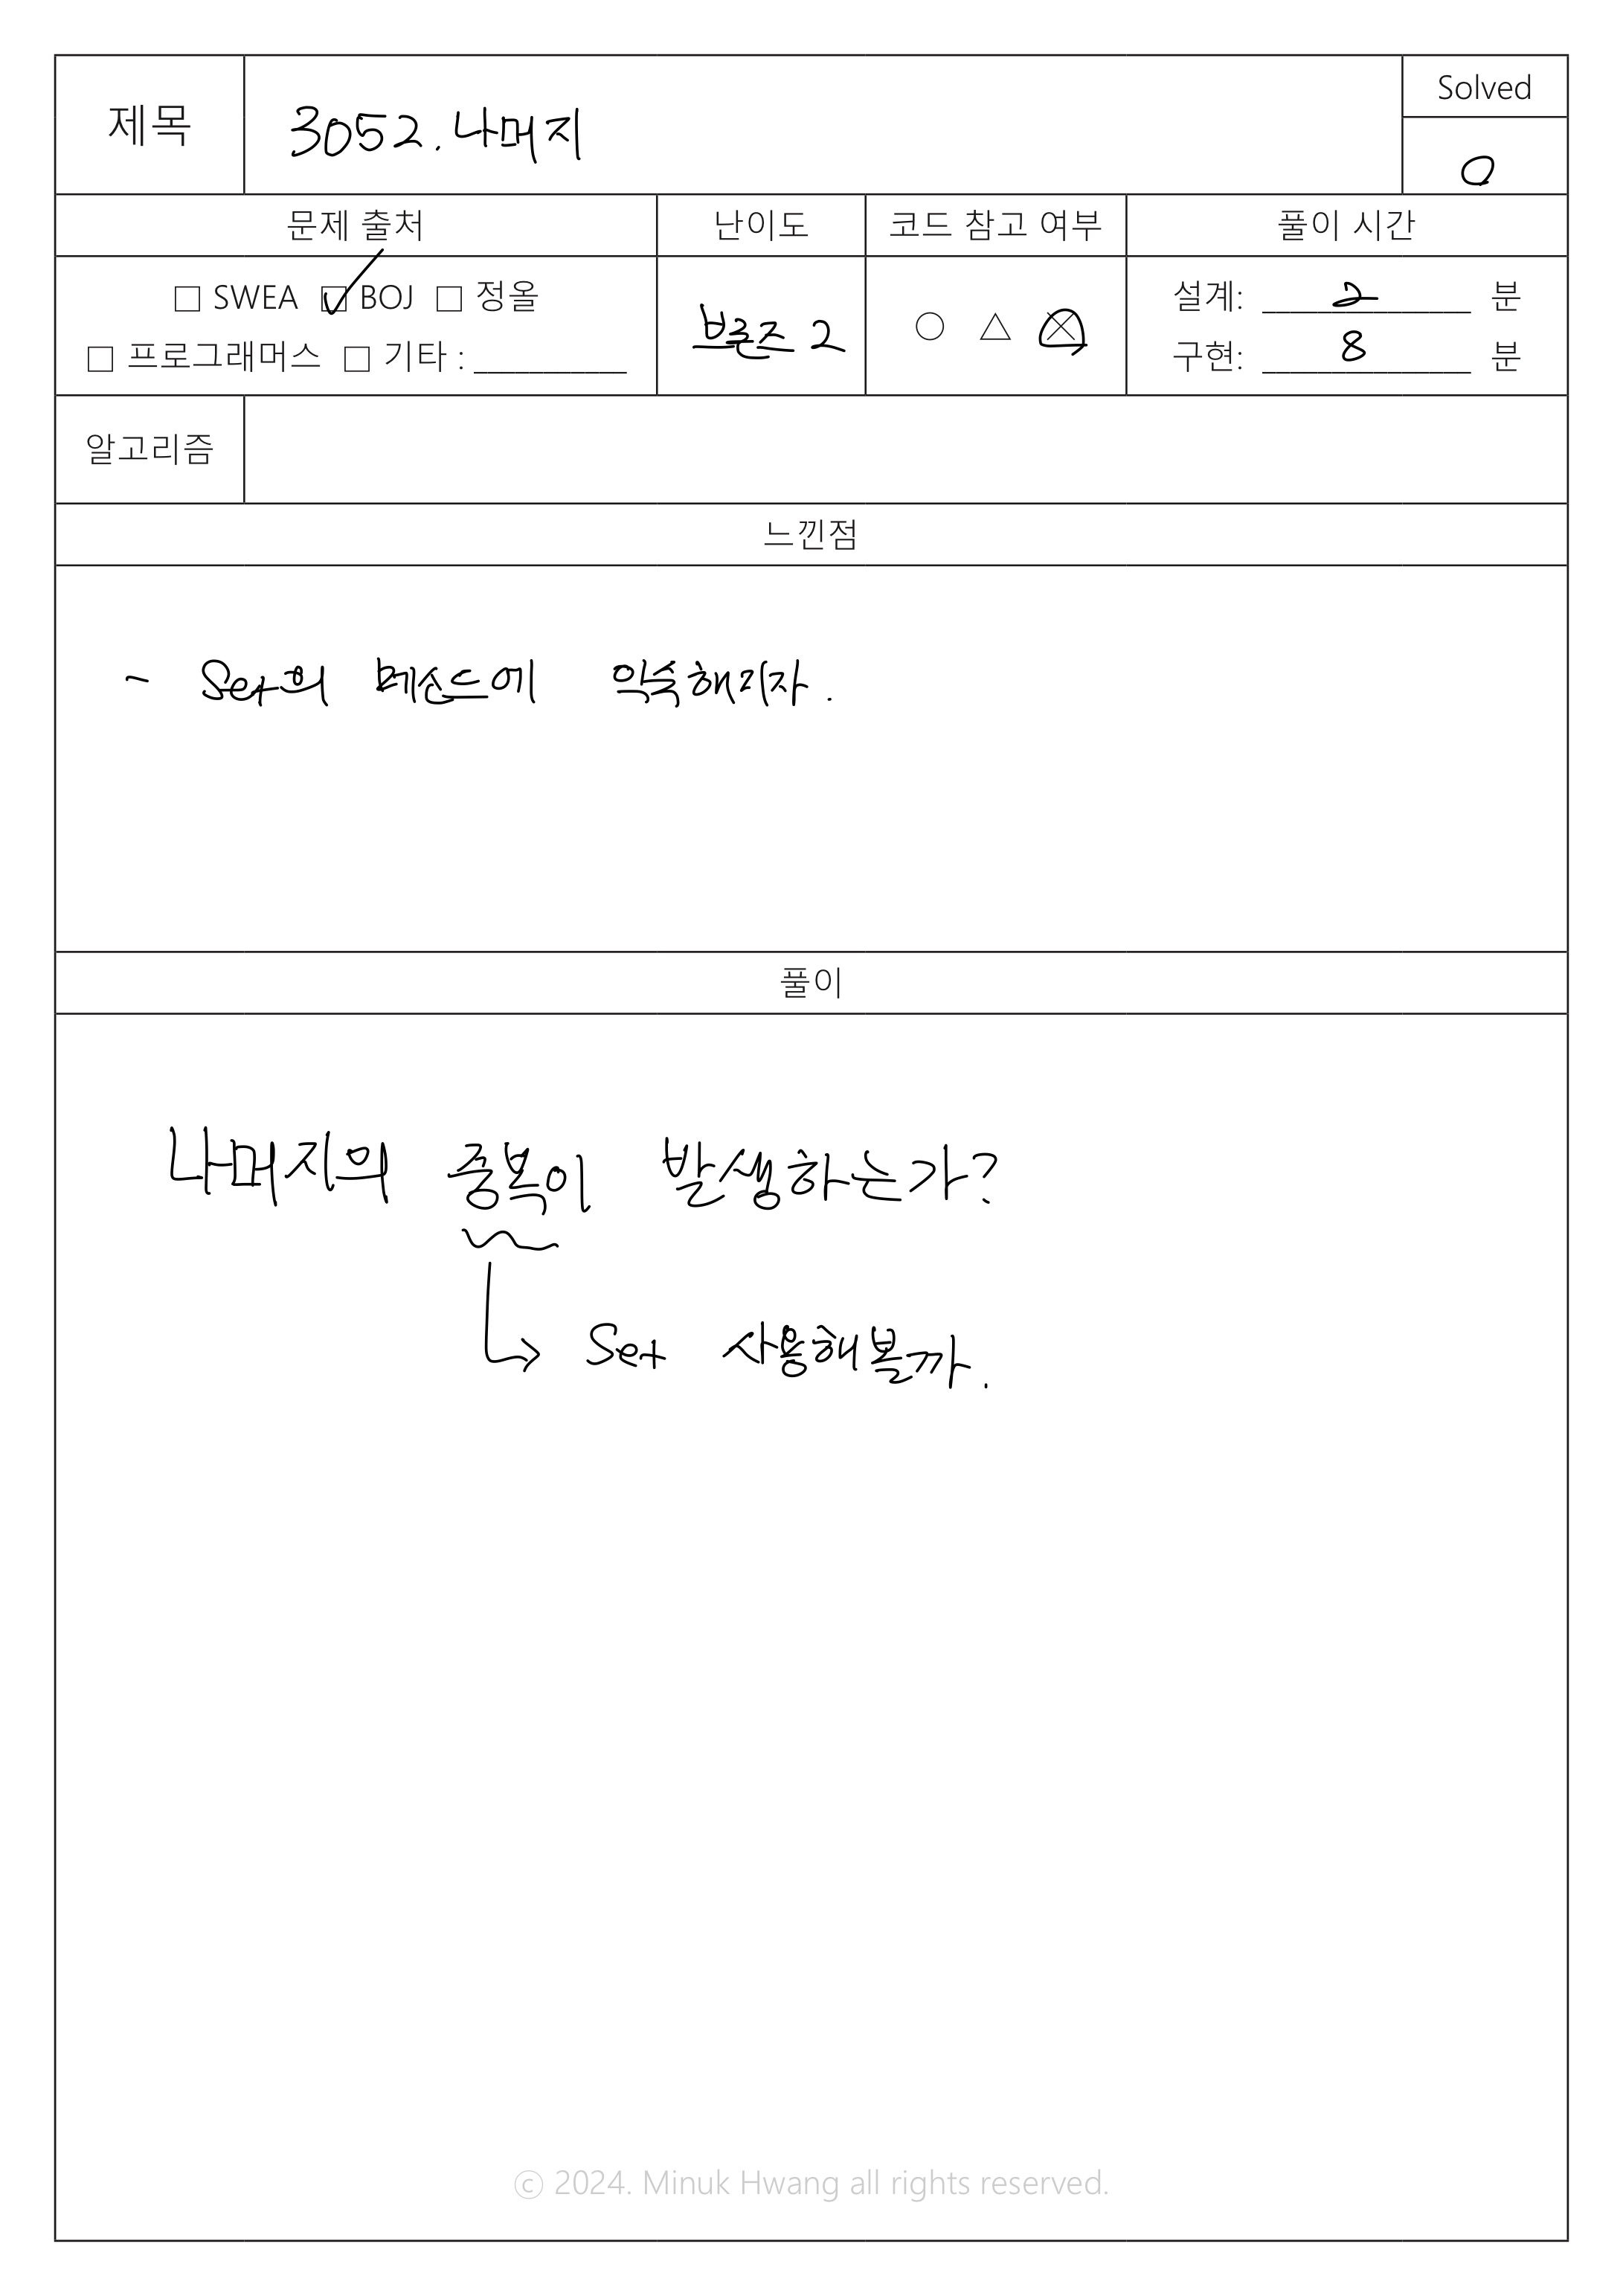 제목 3052.나머지 Solved
O
문제 출처 난이도 코드 참고 여부 풀이 시간
□ SWEA ☑ BOJ □ 정올
□ 프로그래머스 □ 기타 : __________
브론즈 2
○ △ ⊗
설계: 2 분
구현: 8 분
알고리즘
느낀점
- Set의 메소드에 익숙해지자.
풀이
나머지의 중복이 발생하는가?
↳ Set 사용해볼까.
ⓒ 2024. Minuk Hwang all rights reserved.